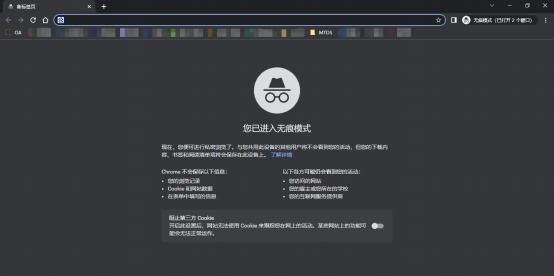 无痕模式（已打开 2 个窗口）
OA
MTDS
您已进入无痕模式
现在，您便可进行私密浏览了。与您共用此设备的其他用户将不会看到您的活动，但您的下载内
容、书签和阅读清单项将会保存在此设备上。 了解详情
Chrome 不会保存以下信息：
您的浏览记录
Cookie 和网站数据
在表单中填写的信息
以下各方可能仍会看到您的活动：
您访问的网站
您的雇主或您所在的学校
您的互联网服务提供商
阻止第三方 Cookie
开启此设置后，网站无法使用 Cookie 来跟踪您在网上的活动。某些网站上的功能可
能会无法正常运作。